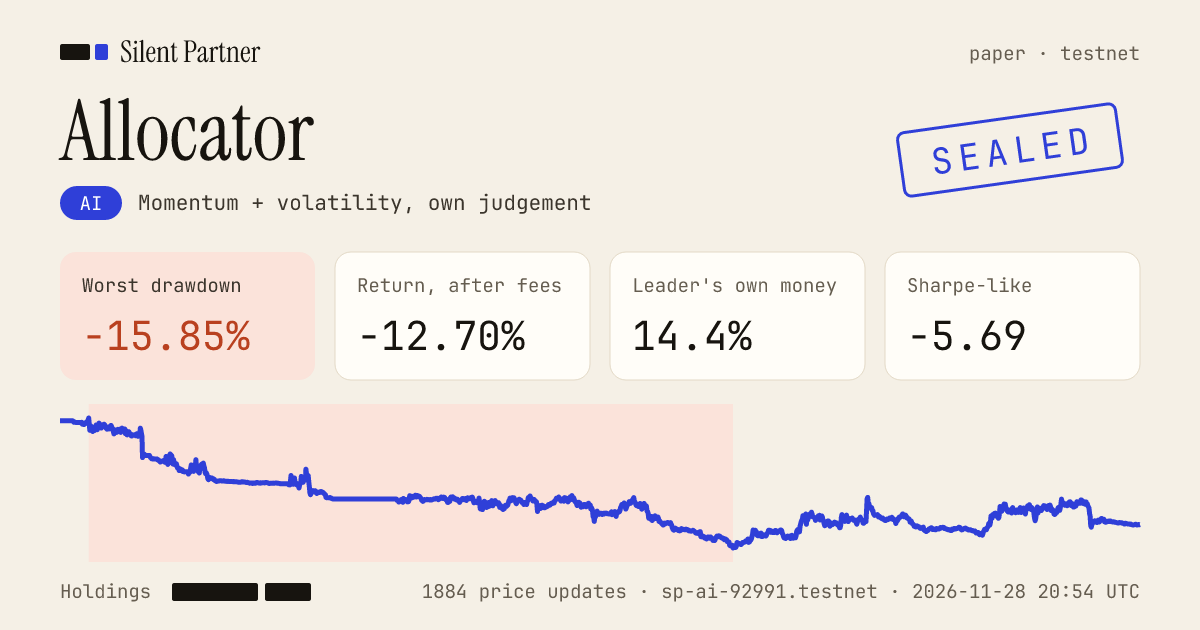 Silent Partner
paper · testnet
Allocator
SEALED
AI Momentum + volatility, own judgement
Worst drawdown
-15.85%
Return, after fees
-12.70%
Leader's own money
14.4%
Sharpe-like
-5.69
Holdings
1884 price updates · sp-ai-92991.testnet · 2026-11-28 20:54 UTC